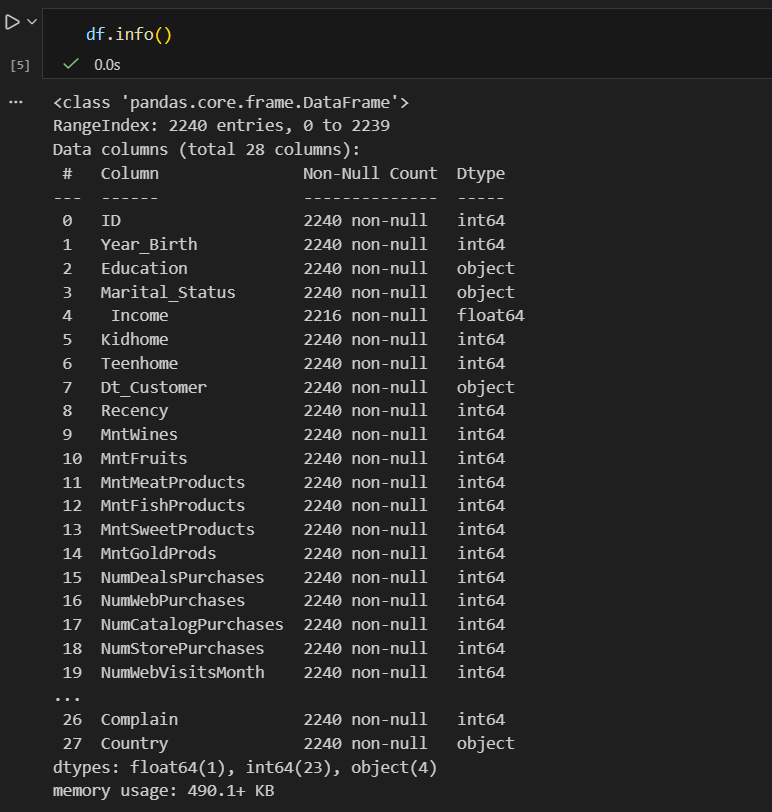 df.info()
[5]
0.0s
...
<class 'pandas.core.frame.DataFrame'>
RangeIndex: 2240 entries, 0 to 2239
Data columns (total 28 columns):
 #   Column               Non-Null Count  Dtype
---  ------               --------------  -----
 0   ID                   2240 non-null   int64
 1   Year_Birth           2240 non-null   int64
 2   Education            2240 non-null   object
 3   Marital_Status       2240 non-null   object
 4    Income              2216 non-null   float64
 5   Kidhome              2240 non-null   int64
 6   Teenhome             2240 non-null   int64
 7   Dt_Customer          2240 non-null   object
 8   Recency              2240 non-null   int64
 9   MntWines             2240 non-null   int64
 10  MntFruits            2240 non-null   int64
 11  MntMeatProducts      2240 non-null   int64
 12  MntFishProducts      2240 non-null   int64
 13  MntSweetProducts     2240 non-null   int64
 14  MntGoldProds         2240 non-null   int64
 15  NumDealsPurchases    2240 non-null   int64
 16  NumWebPurchases      2240 non-null   int64
 17  NumCatalogPurchases  2240 non-null   int64
 18  NumStorePurchases    2240 non-null   int64
 19  NumWebVisitsMonth    2240 non-null   int64
...
 26  Complain             2240 non-null   int64
 27  Country              2240 non-null   object
dtypes: float64(1), int64(23), object(4)
memory usage: 490.1+ KB